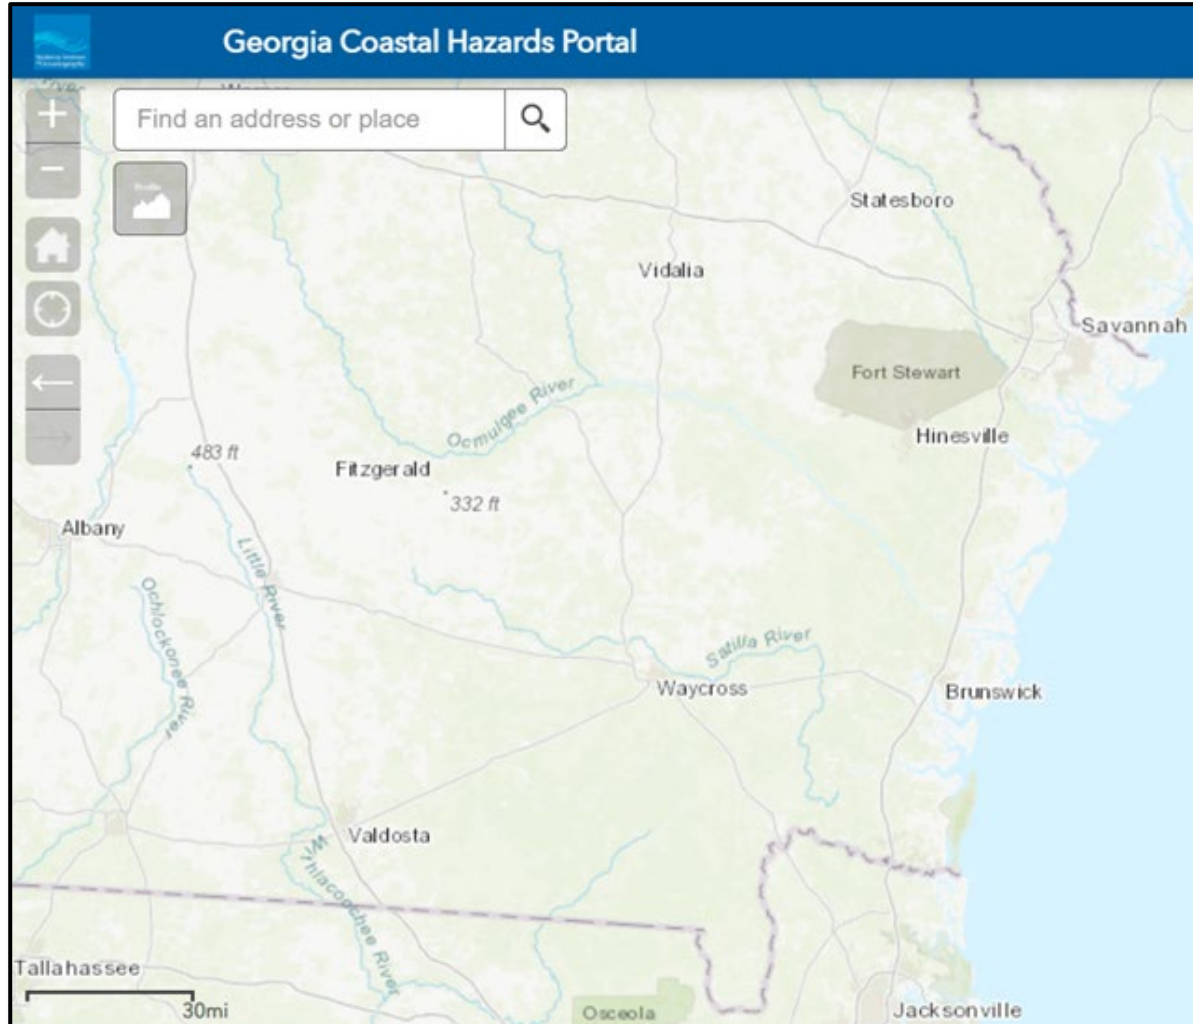 Georgia Coastal Hazards Portal
River
Find an address or place
Profile
Statesboro
Vidalia
Savannah
Fort Stewart
Ocmulgee River
Hinesville
483 ft
Fitzgerald
332 ft
Albany
Little River
Ochlockonee River
Satilla River
Waycross
Brunswick
Valdosta
Withlacoochee River
Tallahassee
30mi
Osceola
Jacksonville